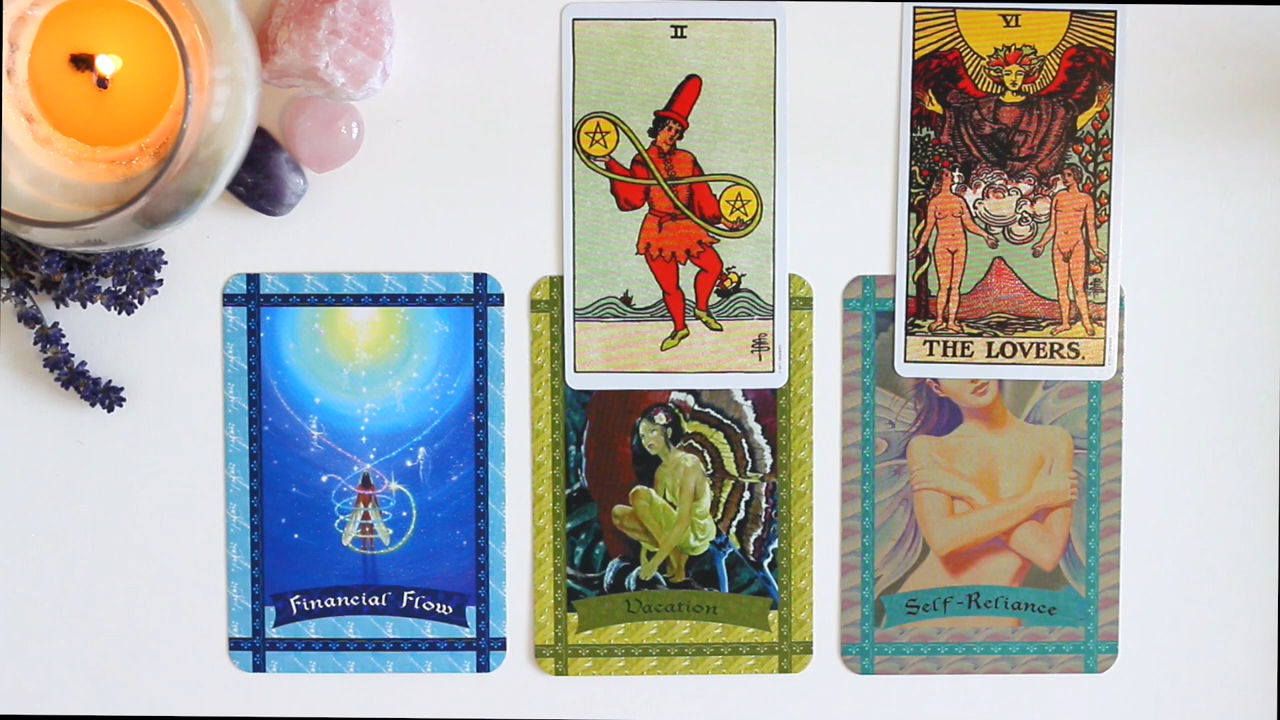 II
VI
THE LOVERS.
Financial Flow
Vacation
Self-Reliance